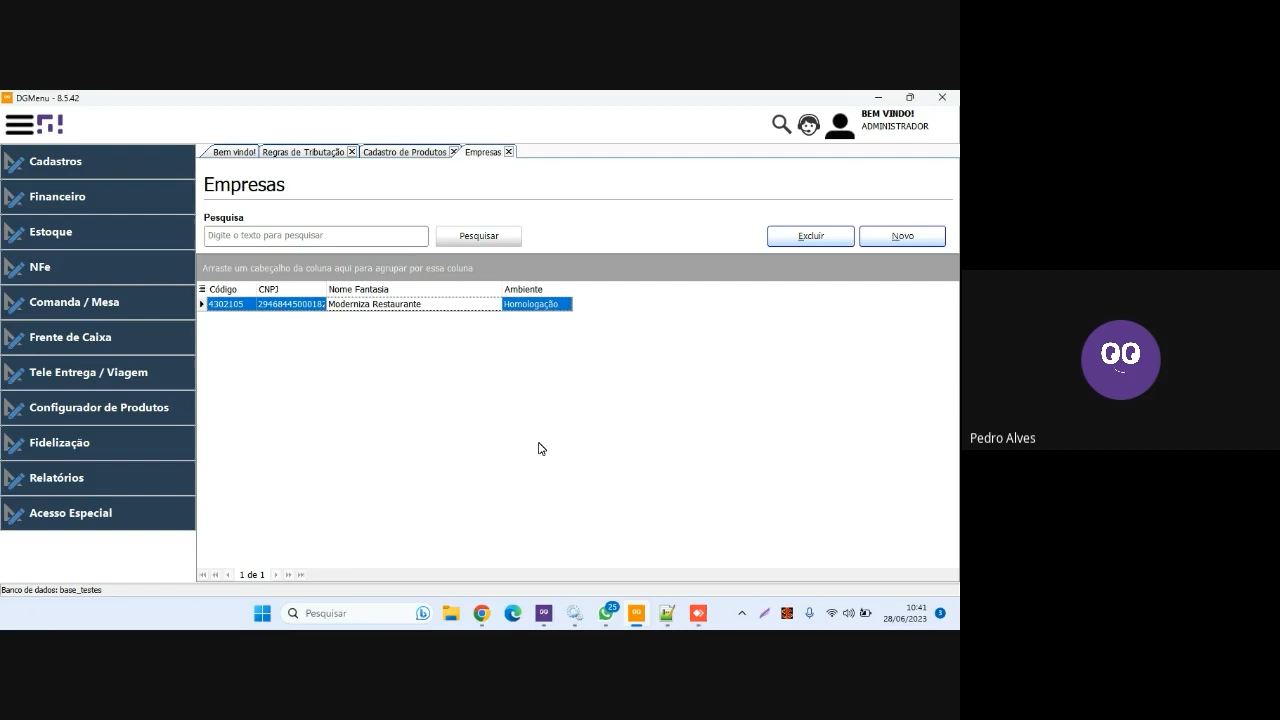 DGMenu - 8.5.42
BEM VINDO!
ADMINISTRADOR
Cadastros
Financeiro
Estoque
NFe
Comanda / Mesa
Frente de Caixa
Tele Entrega / Viagem
Configurador de Produtos
Fidelização
Relatórios
Acesso Especial
Bem vindo! Regras de Tributação Cadastro de Produtos Empresas
Empresas
Pesquisa
Digite o texto para pesquisar Pesquisar Excluir Novo
Arraste um cabeçalho da coluna aqui para agrupar por essa coluna
Código CNPJ Nome Fantasia Ambiente
4302105 29468445000182 Moderniza Restaurante Homologação
1 de 1
Banco de dados: base_testes
Pesquisar 25 10:41
28/06/2023 3
Pedro Alves